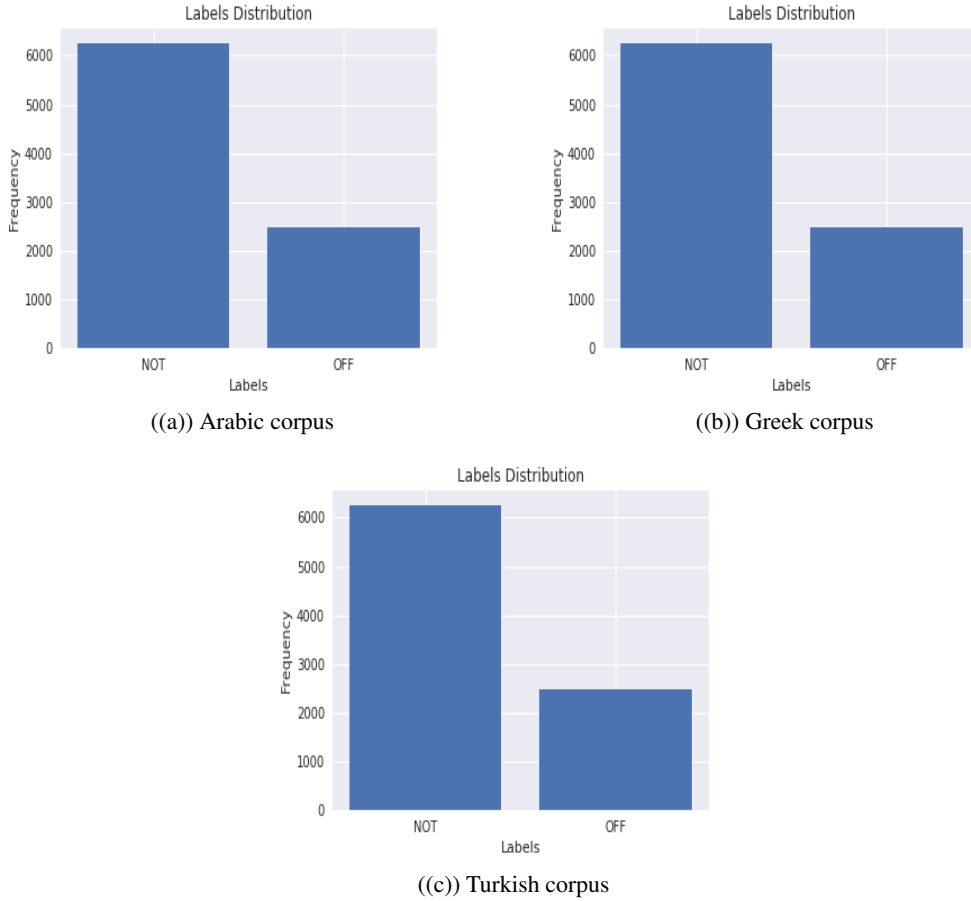 Labels Distribution
6000
5000
4000
3000
2000
1000
0
Frequency
NOT OFF
Labels
((a)) Arabic corpus
Labels Distribution
6000
5000
4000
3000
2000
1000
0
Frequency
NOT OFF
Labels
((b)) Greek corpus
Labels Distribution
6000
5000
4000
3000
2000
1000
0
Frequency
NOT OFF
Labels
((c)) Turkish corpus